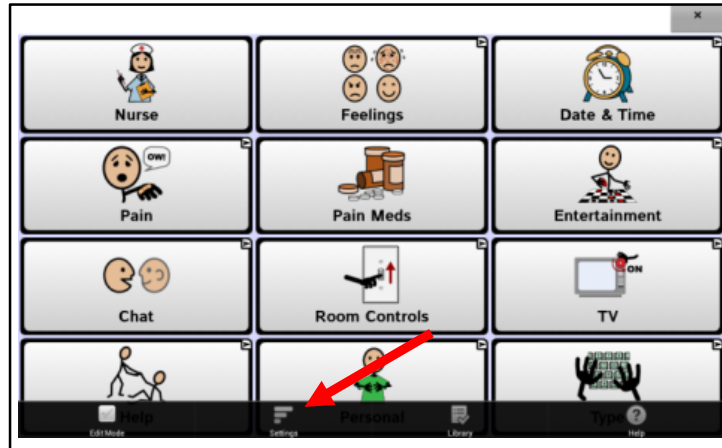 ×
Nurse
Feelings
Date & Time
OW!
Pain
Pain Meds
Entertainment
Chat
Room Controls
ON
TV
Help
Personal
Type
Edit Mode
Settings
Library
?
Help